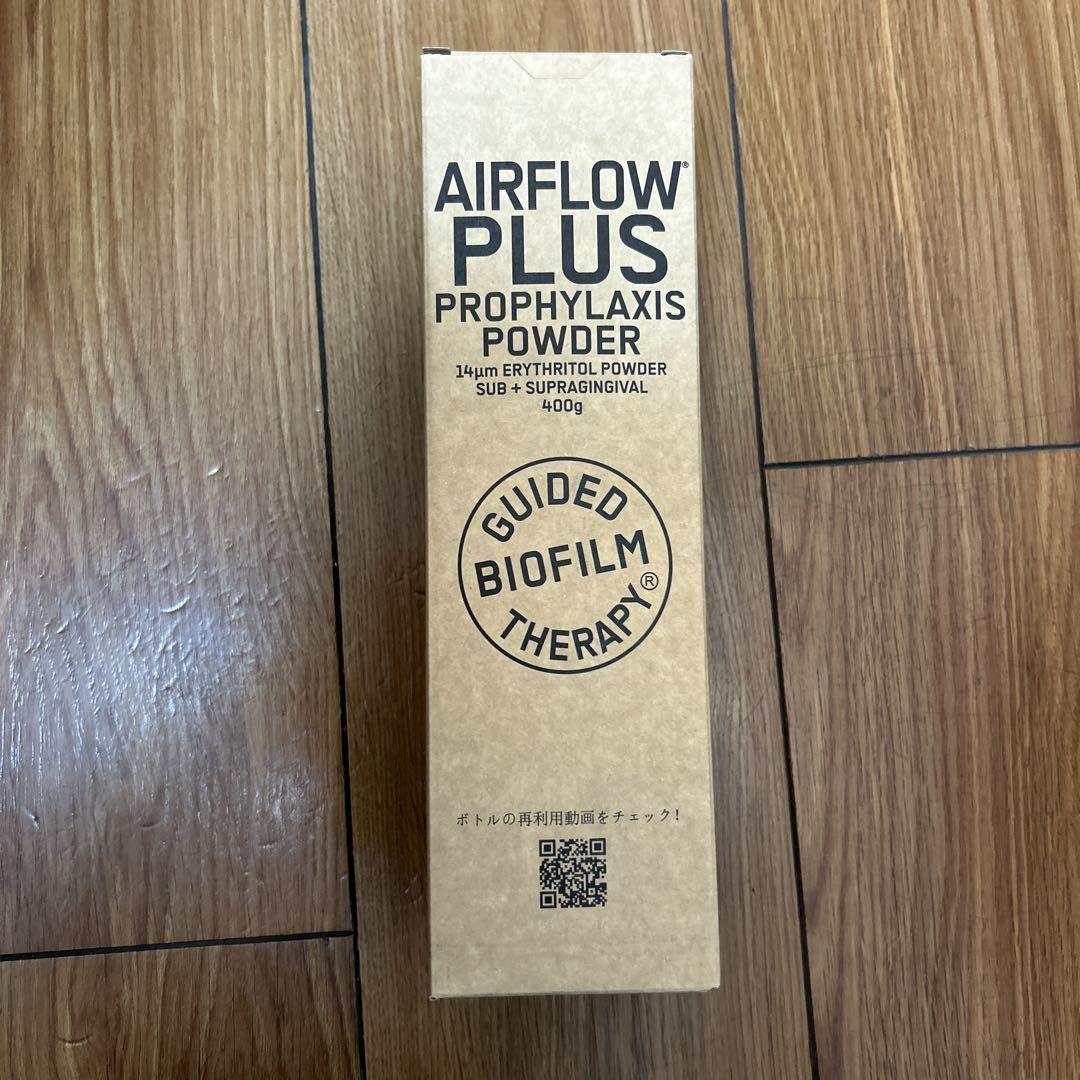 AIRFLOW®
PLUS
PROPHYLAXIS
POWDER
14µm ERYTHRITOL POWDER
SUB + SUPRAGINGIVAL
400g
GUIDED
BIOFILM
THERAPY®
ボトルの再利用動画をチェック!